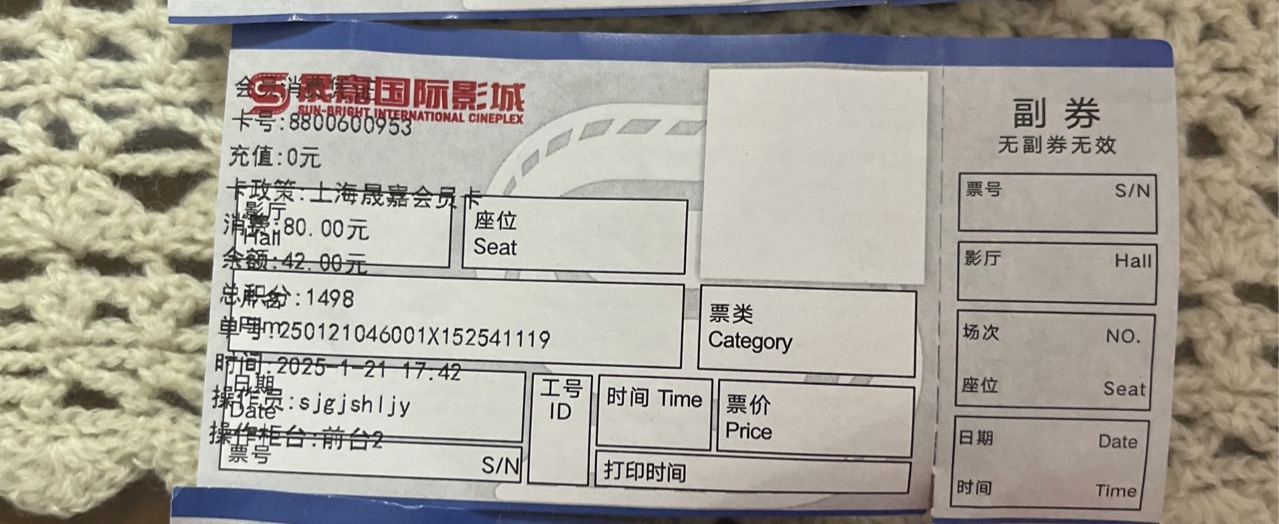 晟嘉国际影城
SUN-BRIGHT INTERNATIONAL CINEPLEX
会员消费凭证
卡号:8800600953
充值:0元
卡政策:上海晟嘉会员卡
消费:80.00元
余额:42.00元
总积分:1498
单号:250121046001X152541119
时间:2025-1-21 17:42
操作员:sjgjshljy
操作柜台:前台2
影厅
Hall
座位
Seat
票类
Category
日期
Date
工号
ID
时间 Time
票价
Price
票号 S/N
打印时间
副券
无副券无效
票号 S/N
影厅 Hall
场次 NO.
座位 Seat
日期 Date
时间 Time